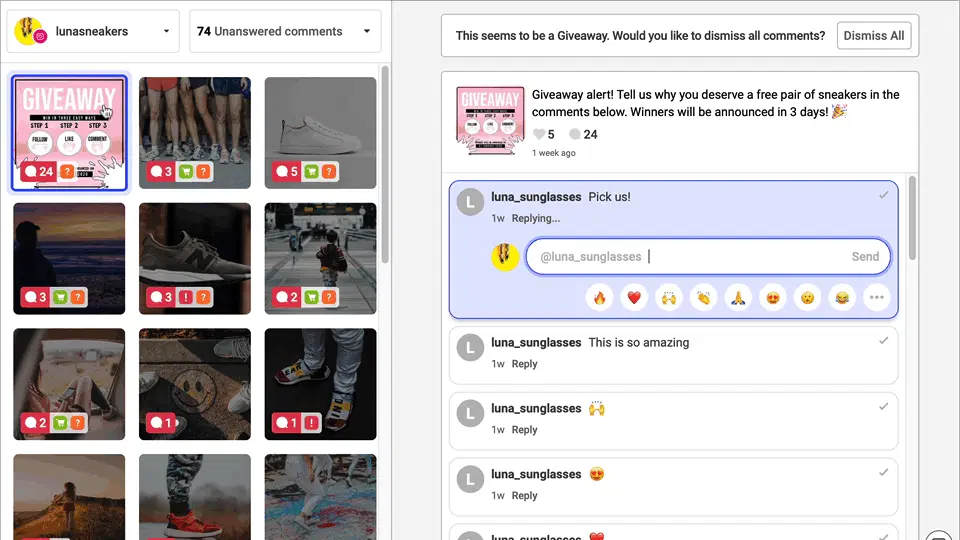 lunasneakers
74 Unanswered comments
GIVEAWAY
WIN IN THREE EASY WAYS
STEP 1 STEP 2 STEP 3
FOLLOW LIKE COMMENT
24 ?
3 ?
5 ?
3 ?
3 ! ?
2 ?
2 ?
1
1 !
This seems to be a Giveaway. Would you like to dismiss all comments?
Dismiss All
GIVEAWAY
Giveaway alert! Tell us why you deserve a free pair of sneakers in the
comments below. Winners will be announced in 3 days! 🎉
5 24
1 week ago
L
luna_sunglasses Pick us!
1w Replying...
@luna_sunglasses
Send
🔥 ❤️ 🙌 👏 🙏 😍 😮 😂 •••
L
luna_sunglasses This is so amazing
1w Reply
L
luna_sunglasses 🙌
1w Reply
L
luna_sunglasses 😍
1w Reply
luna_sunglasses ❤️